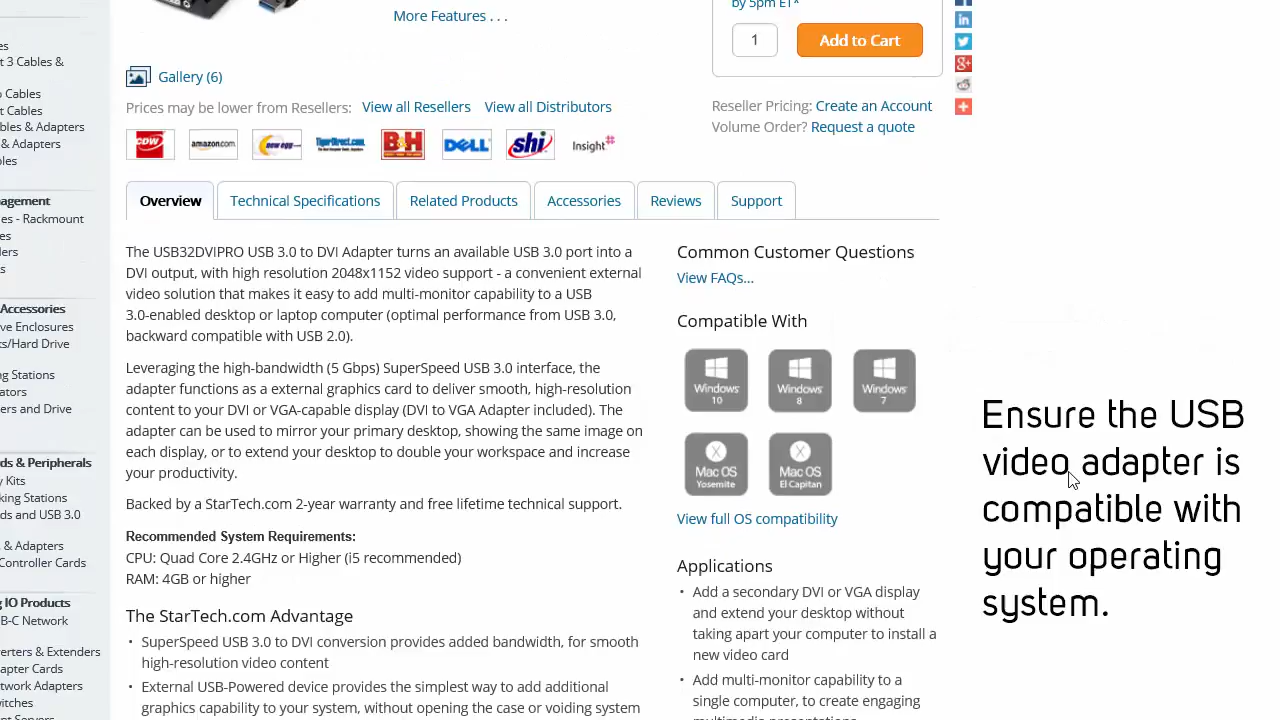 More Features . . .
by 5pm ET*
1
Add to Cart
Gallery (6)
Prices may be lower from Resellers: View all Resellers View all Distributors
Reseller Pricing: Create an Account
Volume Order? Request a quote
CDW
amazon.com
newegg
TigerDirect.com
B&H
DELL
shi
Insight
Overview
Technical Specifications
Related Products
Accessories
Reviews
Support
The USB32DVIPRO USB 3.0 to DVI Adapter turns an available USB 3.0 port into a
DVI output, with high resolution 2048x1152 video support - a convenient external
video solution that makes it easy to add multi-monitor capability to a USB
3.0-enabled desktop or laptop computer (optimal performance from USB 3.0,
backward compatible with USB 2.0).
Leveraging the high-bandwidth (5 Gbps) SuperSpeed USB 3.0 interface, the
adapter functions as a external graphics card to deliver smooth, high-resolution
content to your DVI or VGA-capable display (DVI to VGA Adapter included). The
adapter can be used to mirror your primary desktop, showing the same image on
each display, or to extend your desktop to double your workspace and increase
your productivity.
Backed by a StarTech.com 2-year warranty and free lifetime technical support.
Recommended System Requirements:
CPU: Quad Core 2.4GHz or Higher (i5 recommended)
RAM: 4GB or higher
The StarTech.com Advantage
• SuperSpeed USB 3.0 to DVI conversion provides added bandwidth, for smooth
high-resolution video content
• External USB-Powered device provides the simplest way to add additional
graphics capability to your system, without opening the case or voiding system
Common Customer Questions
View FAQs...
Compatible With
Windows 10
Windows 8
Windows 7
Mac OS Yosemite
Mac OS El Capitan
View full OS compatibility
Applications
• Add a secondary DVI or VGA display
and extend your desktop without
taking apart your computer to install a
new video card
• Add multi-monitor capability to a
single computer, to create engaging
multimedia presentations
Ensure the USB
video adapter is
compatible with
your operating
system.
t 3 Cables &
Cables
t Cables
bles & Adapters
& Adapters
es - Rackmount
Accessories
ve Enclosures
ks/Hard Drive
ng Stations
ators
ers and Drive
ds & Peripherals
y Kits
king Stations
ds and USB 3.0
& Adapters
Controller Cards
g IO Products
B-C Network
verters & Extenders
apter Cards
twork Adapters
witches